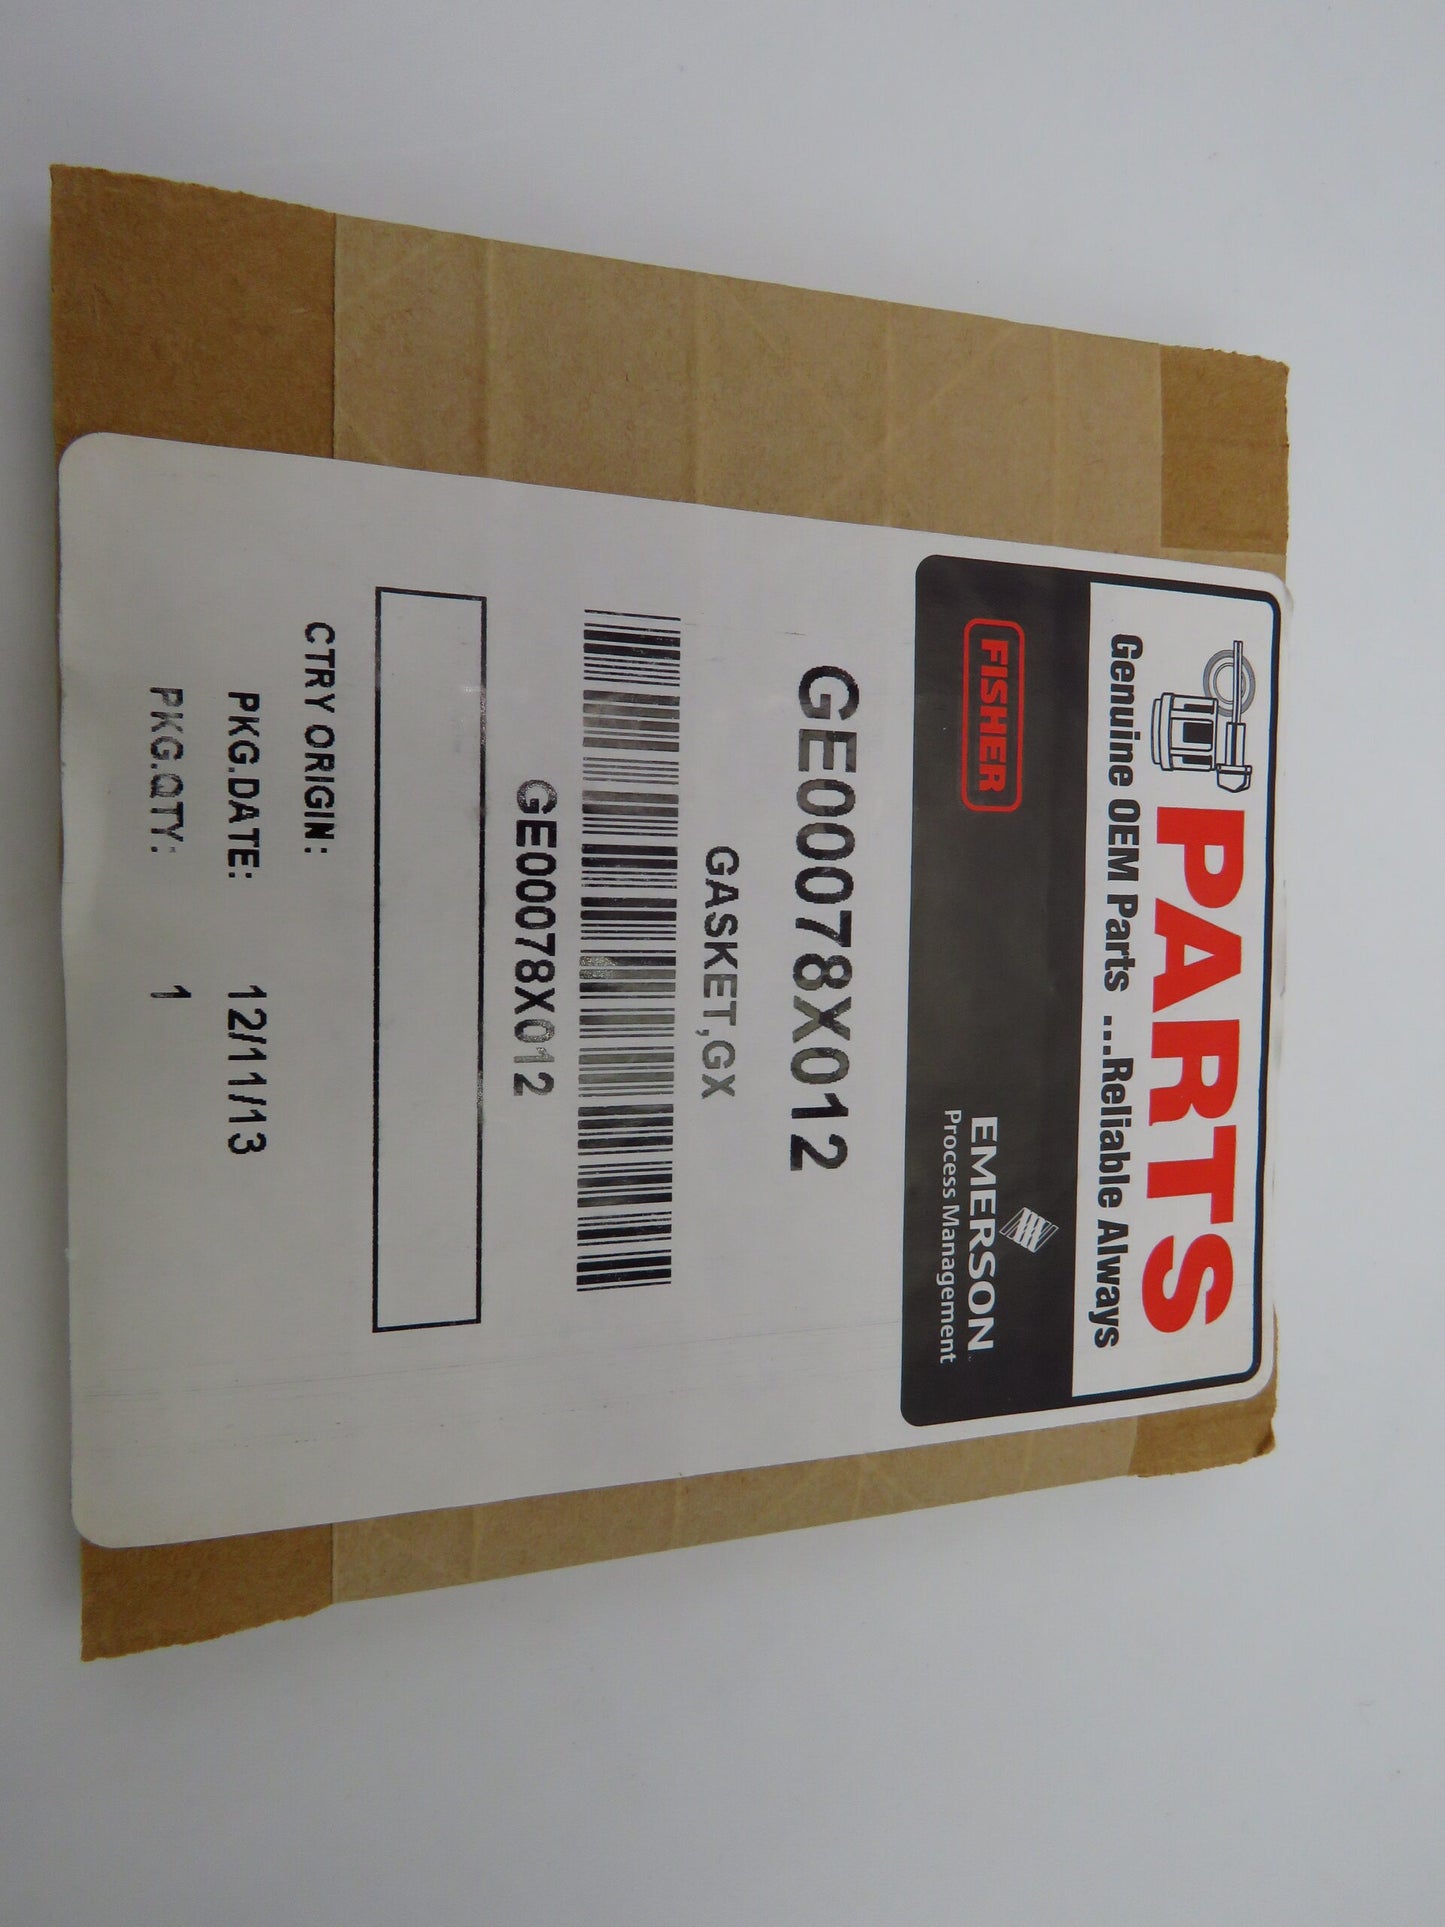 PARTS
Genuine OEM Parts ...Reliable Always
FISHER
EMERSON
Process Management
GE00078X012
GASKET,GX
GE00078X012
CTRY ORIGIN:
PKG.DATE: 12/11/13
PKG.QTY: 1